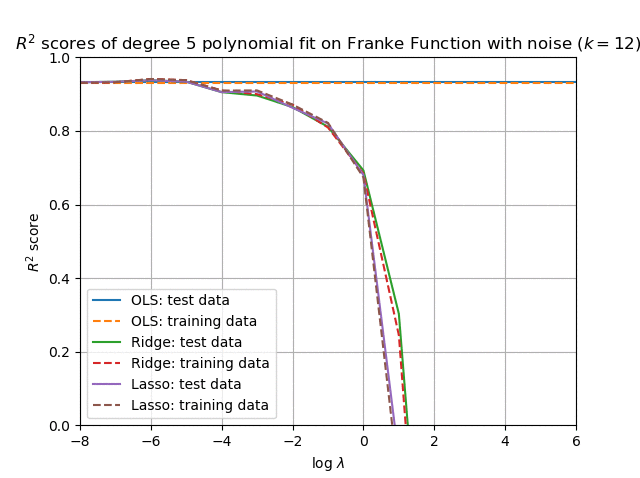 R² scores of degree 5 polynomial fit on Franke Function with noise (k = 12)
1.0
0.8
0.6
0.4
0.2
0.0
R² score
OLS: test data
OLS: training data
Ridge: test data
Ridge: training data
Lasso: test data
Lasso: training data
−8 −6 −4 −2 0 2 4 6
log λ